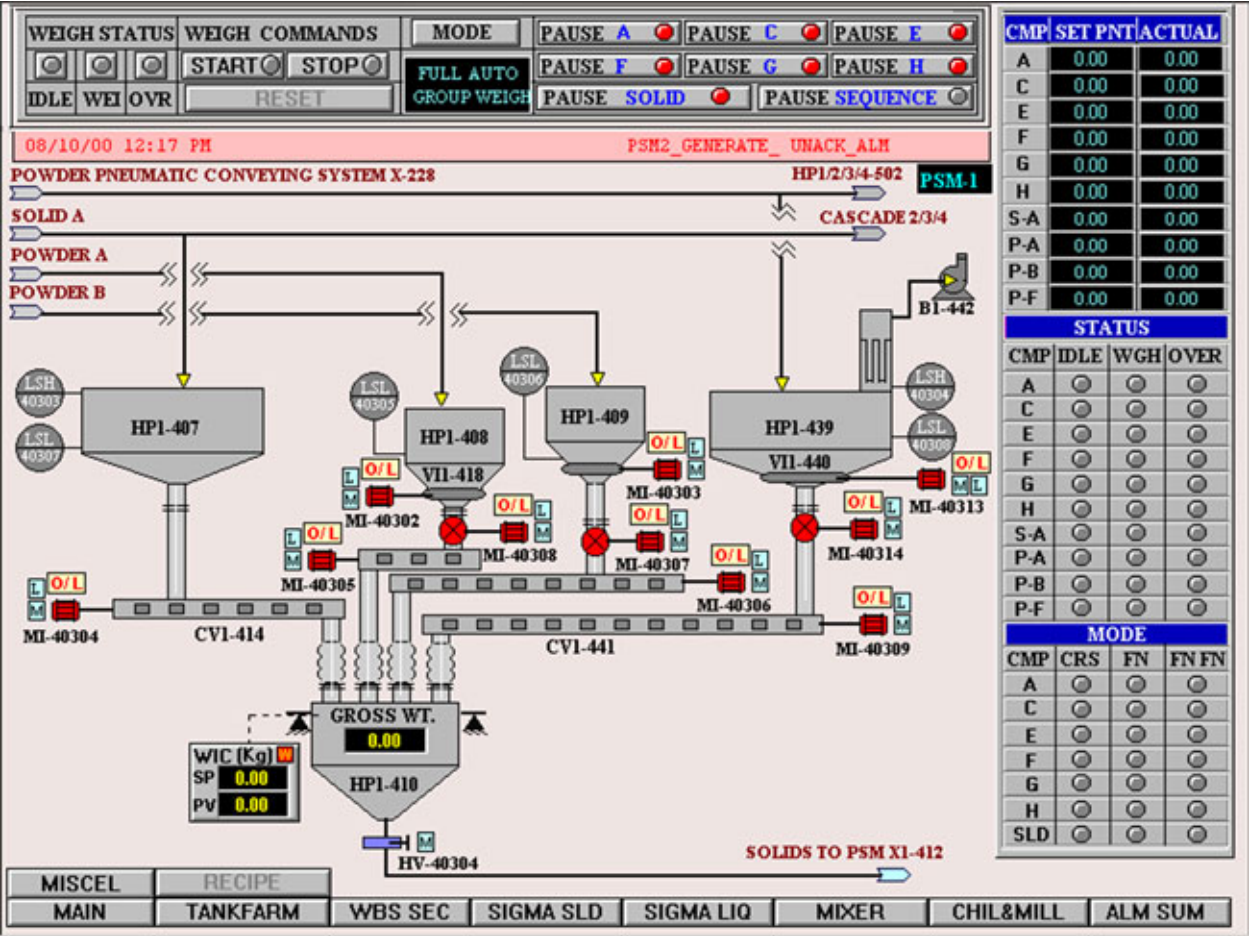 WEIGH STATUS WEIGH COMMANDS MODE PAUSE A PAUSE C PAUSE E
START STOP FULL AUTO PAUSE F PAUSE G PAUSE H
IDLE WEI OVR RESET GROUP WEIGH PAUSE SOLID PAUSE SEQUENCE
08/10/00 12:17 PM PSM2_GENERATE_ UNACK_ALM
POWDER PNEUMATIC CONVEYING SYSTEM X-228 HP1/2/3/4-502 PSM-1
SOLID A CASCADE 2/3/4
POWDER A
POWDER B
B1-442
LSH 40303
LSL 40307
HP1-407
LSL 40305
HP1-408
VI1-418
LSL 40306
HP1-409
HP1-439
VI1-440
LSH 40304
LSL 40308
L M O/L MI-40302
O/L L M MI-40303
O/L M L MI-40313
O/L L M MI-40308
O/L L M MI-40307
O/L L M MI-40314
L M O/L MI-40305
O/L L M MI-40306
L M O/L MI-40304
CV1-414
CV1-441
O/L L M MI-40309
GROSS WT.
0.00
HP1-410
WIC (Kg) W
SP 0.00
PV 0.00
M
HV-40304
SOLIDS TO PSM X1-412
CMP SET PNT ACTUAL
A 0.00 0.00
C 0.00 0.00
E 0.00 0.00
F 0.00 0.00
G 0.00 0.00
H 0.00 0.00
S-A 0.00 0.00
P-A 0.00 0.00
P-B 0.00 0.00
P-F 0.00 0.00
STATUS
CMP IDLE WGH OVER
A
C
E
F
G
H
S-A
P-A
P-B
P-F
MODE
CMP CRS FN FN FN
A
C
E
F
G
H
SLD
MISCEL RECIPE
MAIN TANKFARM WBS SEC SIGMA SLD SIGMA LIQ MIXER CHIL&MILL ALM SUM